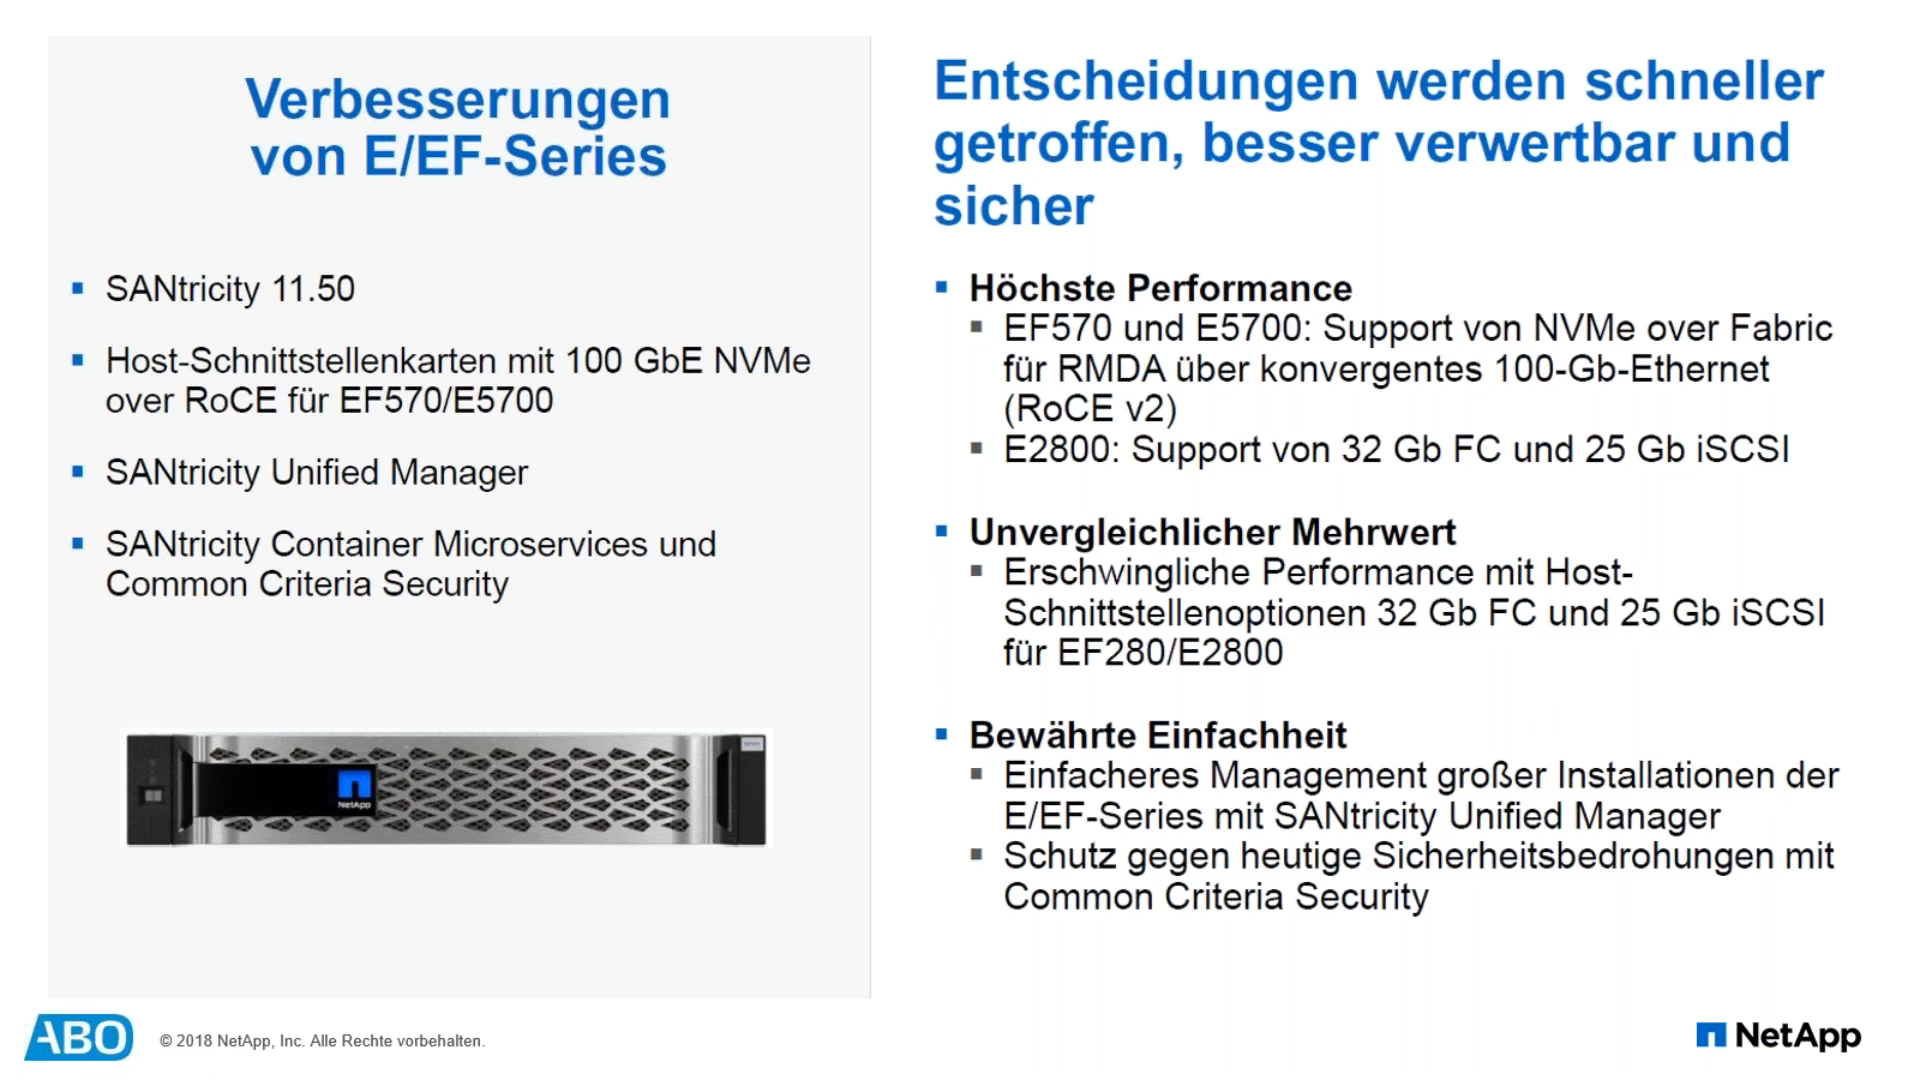 Verbesserungen
von E/EF-Series
SANtricity 11.50
Host-Schnittstellenkarten mit 100 GbE NVMe
over RoCE für EF570/E5700
SANtricity Unified Manager
SANtricity Container Microservices und
Common Criteria Security
NetApp
Entscheidungen werden schneller
getroffen, besser verwertbar und
sicher
Höchste Performance
EF570 und E5700: Support von NVMe over Fabric
für RMDA über konvergentes 100-Gb-Ethernet
(RoCE v2)
E2800: Support von 32 Gb FC und 25 Gb iSCSI
Unvergleichlicher Mehrwert
Erschwingliche Performance mit Host-
Schnittstellenoptionen 32 Gb FC und 25 Gb iSCSI
für EF280/E2800
Bewährte Einfachheit
Einfacheres Management großer Installationen der
E/EF-Series mit SANtricity Unified Manager
Schutz gegen heutige Sicherheitsbedrohungen mit
Common Criteria Security
ABO
© 2018 NetApp, Inc. Alle Rechte vorbehalten.
NetApp